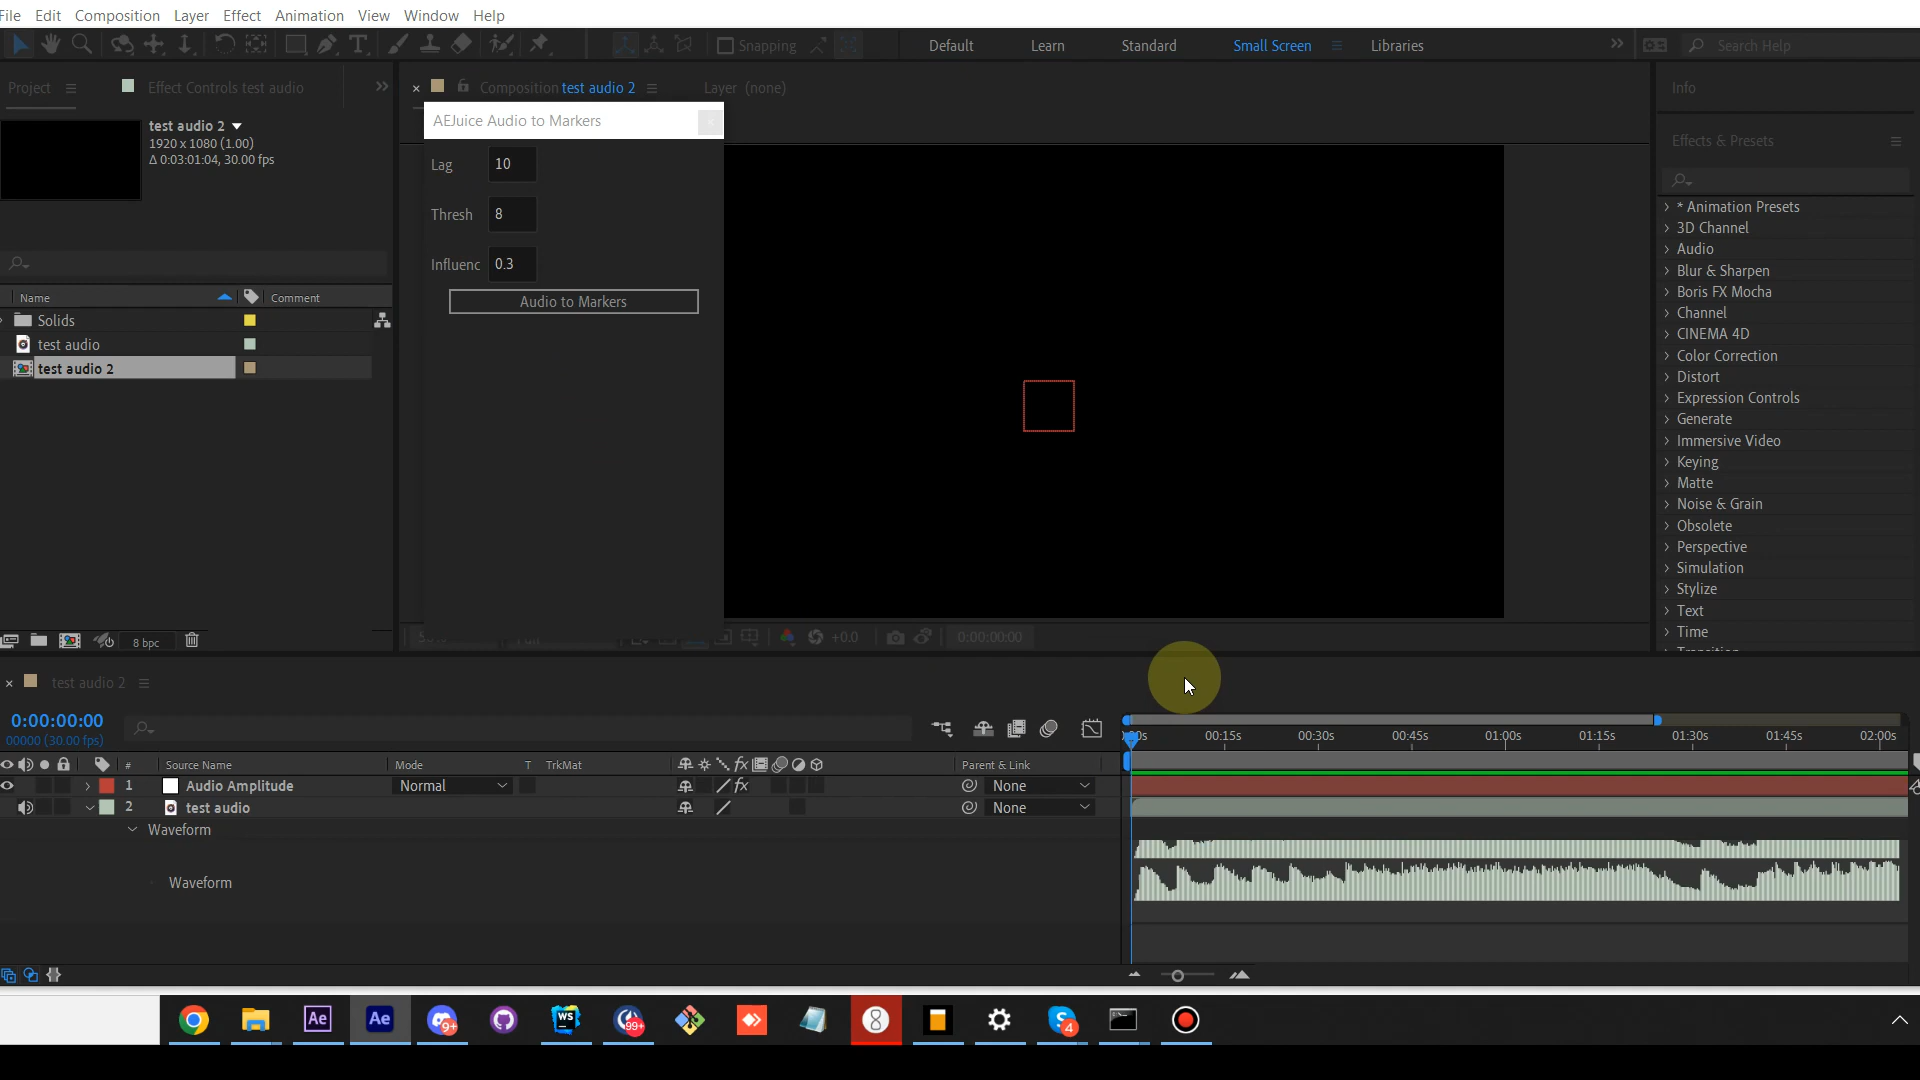 File Edit Composition Layer Effect Animation View Window Help
Snapping
Default Learn Standard Small Screen Libraries
Search Help
Project
Effect Controls test audio
Composition test audio 2
Layer (none)
Info
test audio 2
1920 x 1080 (1.00)
Δ 0:03:01:04, 30.00 fps
AEJuice Audio to Markers
Lag 10
Thresh 8
Influenc 0.3
Audio to Markers
Effects & Presets
* Animation Presets
3D Channel
Audio
Blur & Sharpen
Boris FX Mocha
Channel
CINEMA 4D
Color Correction
Distort
Expression Controls
Generate
Immersive Video
Keying
Matte
Noise & Grain
Obsolete
Perspective
Simulation
Stylize
Text
Time
Name Comment
Solids
test audio
test audio 2
8 bpc
+0.0
0:00:00:00
test audio 2
0:00:00:00
00000 (30.00 fps)
00:15s 00:30s 00:45s 01:00s 01:15s 01:30s 01:45s 02:00s
# Source Name Mode T TrkMat Parent & Link
1 Audio Amplitude Normal None
2 test audio None
Waveform
Waveform
Ae Ae 9+ WS 99+ 8 S 4